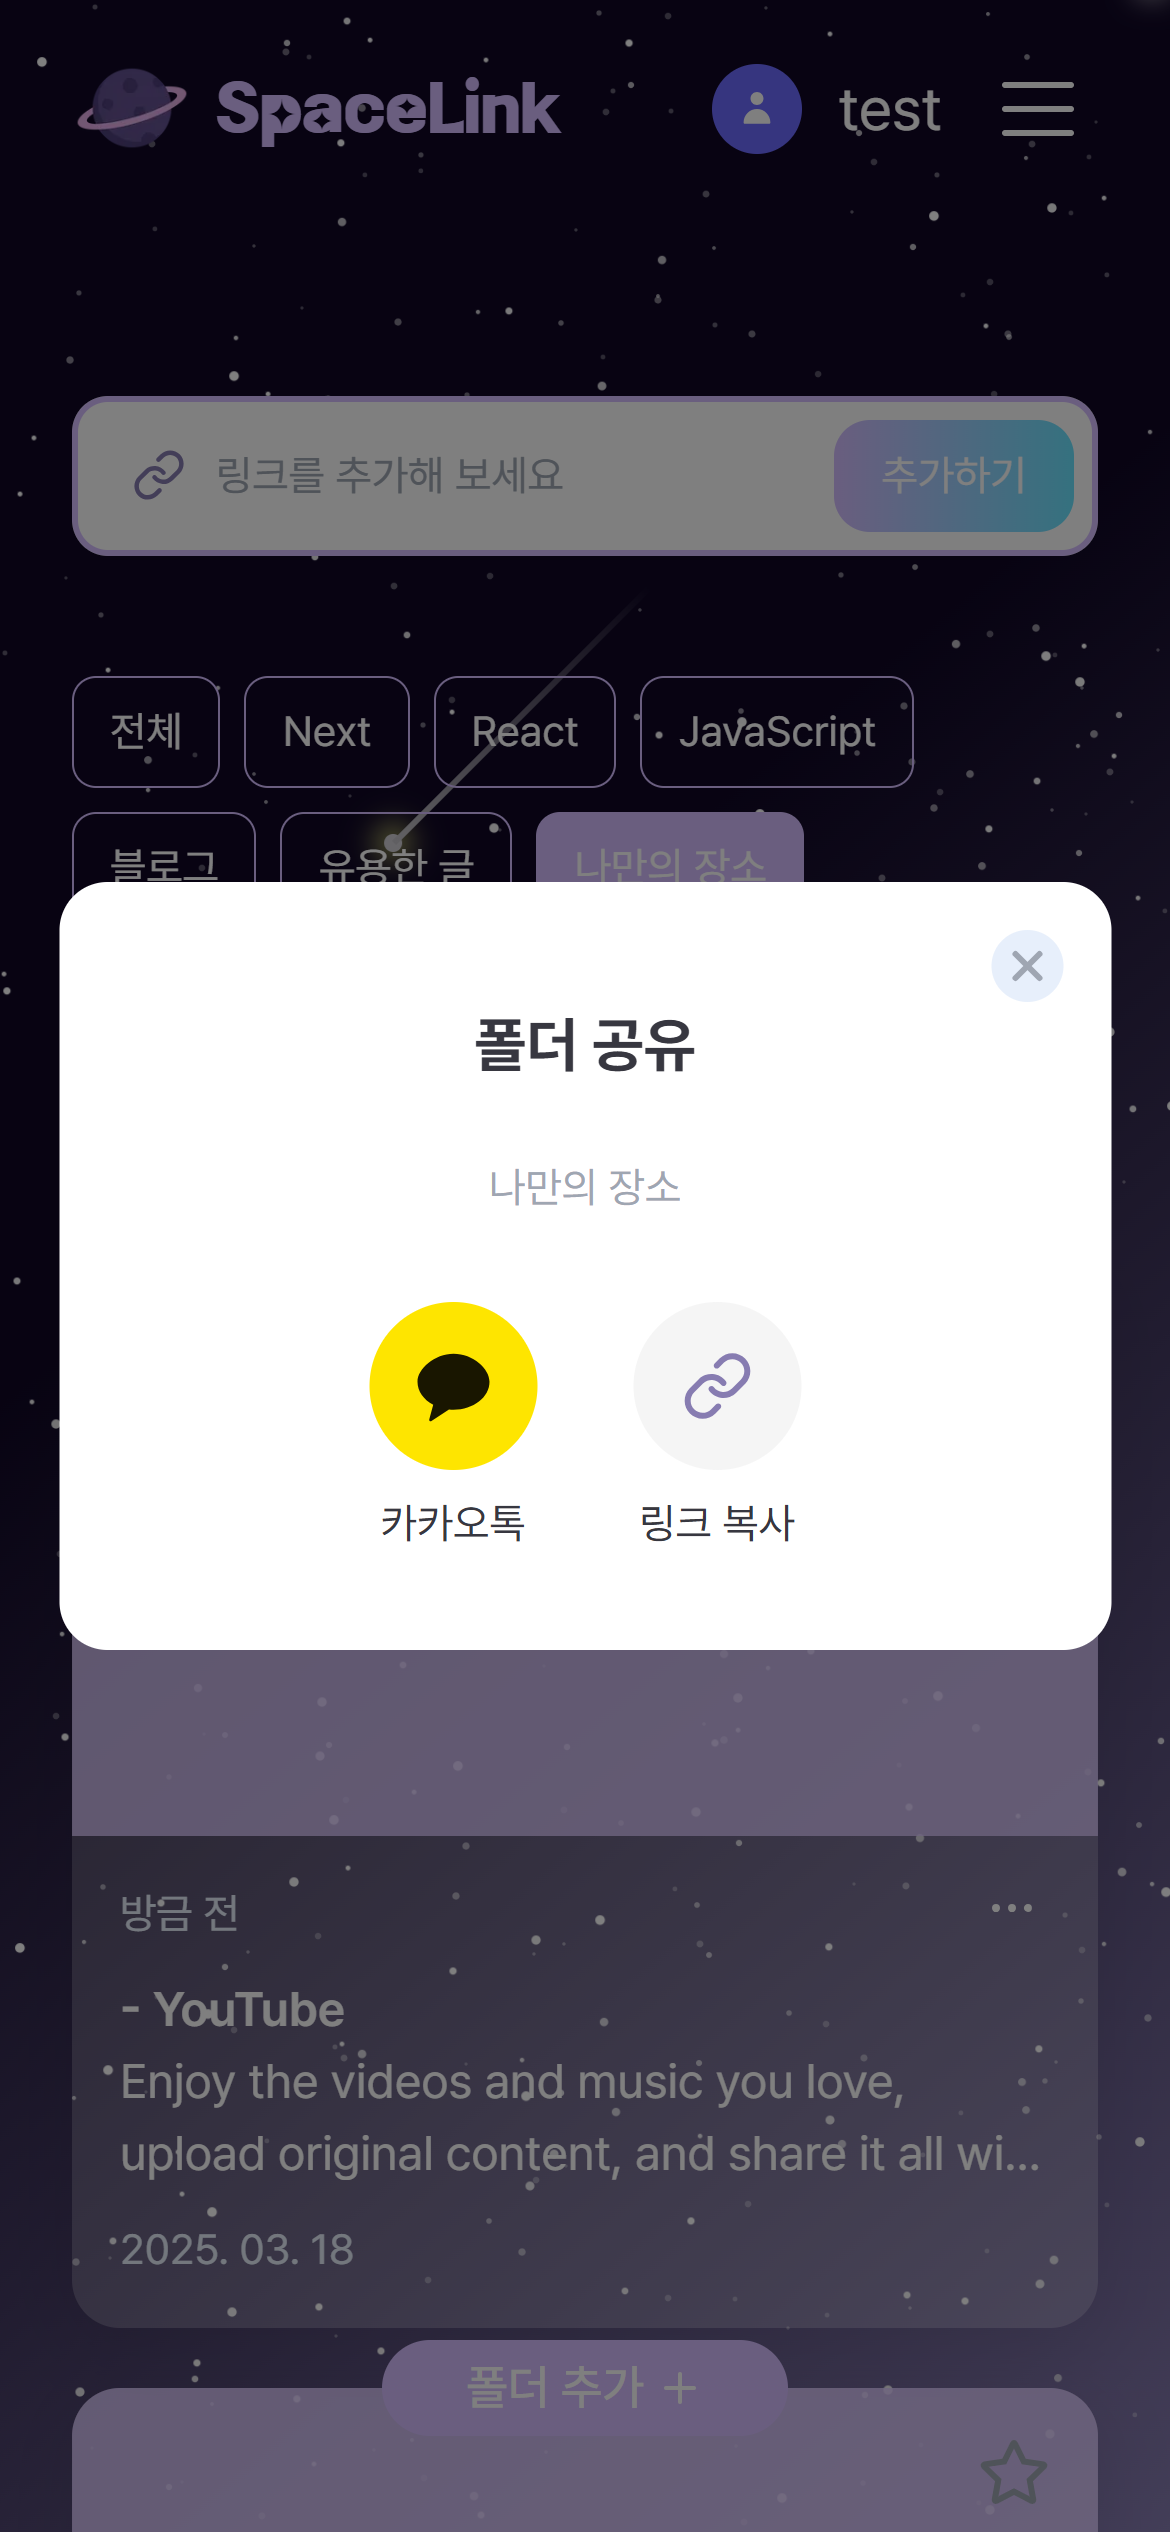 SpaceLink
test
링크를 추가해 보세요
추가하기
전체
Next
React
JavaScript
블로그
유용한 글
나만의 장소
폴더 공유
나만의 장소
카카오톡
링크 복사
방금 전
- YouTube
Enjoy the videos and music you love,
upload original content, and share it all wi...
2025. 03. 18
폴더 추가 +